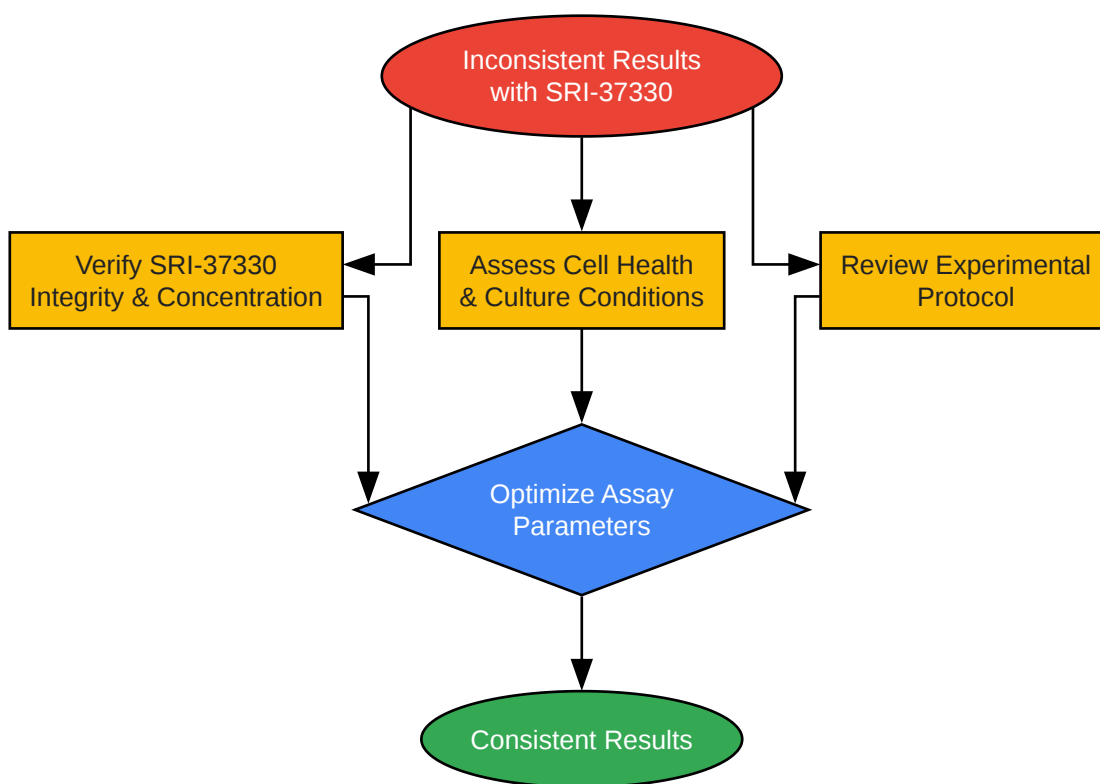 Inconsistent Results
with SRI-37330
Verify SRI-37330
Integrity & Concentration
Assess Cell Health
& Culture Conditions
Review Experimental
Protocol
Optimize Assay
Parameters
Consistent Results